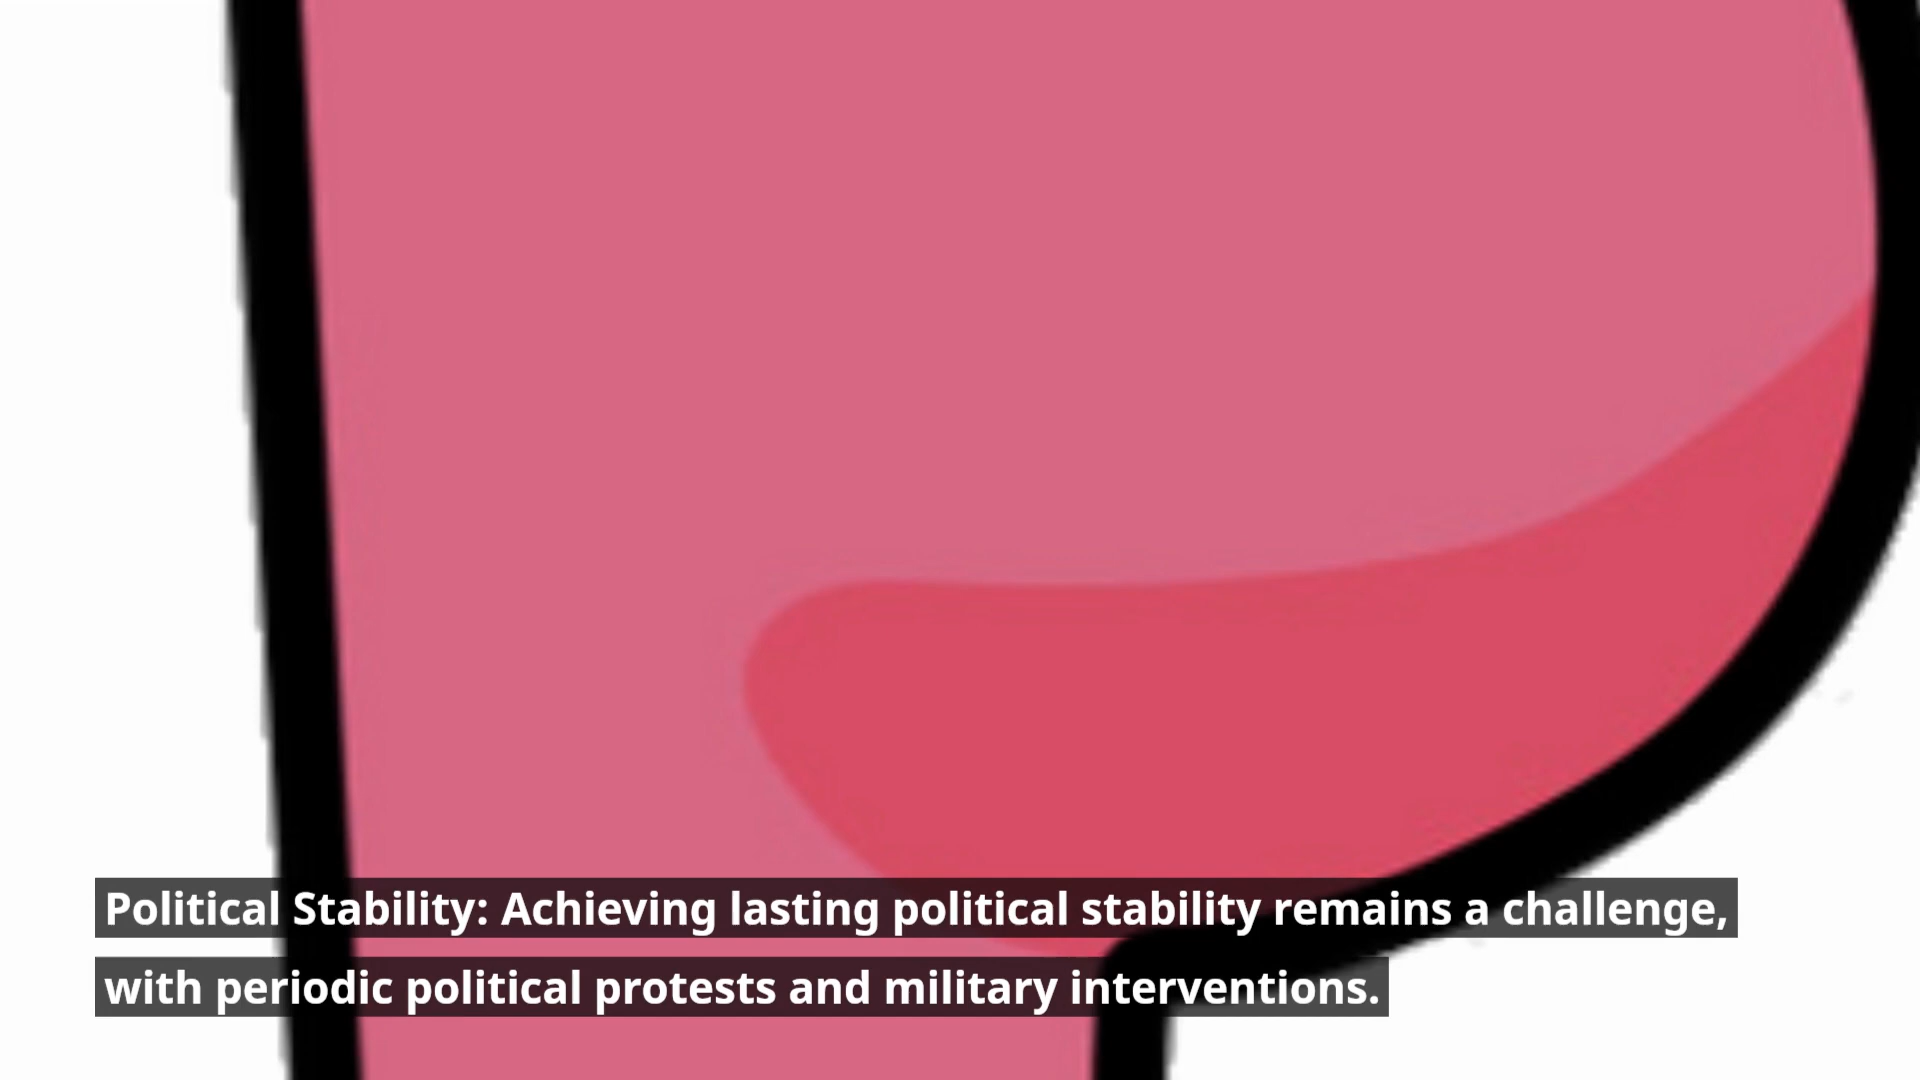 Political Stability: Achieving lasting political stability remains a challenge,
with periodic political protests and military interventions.